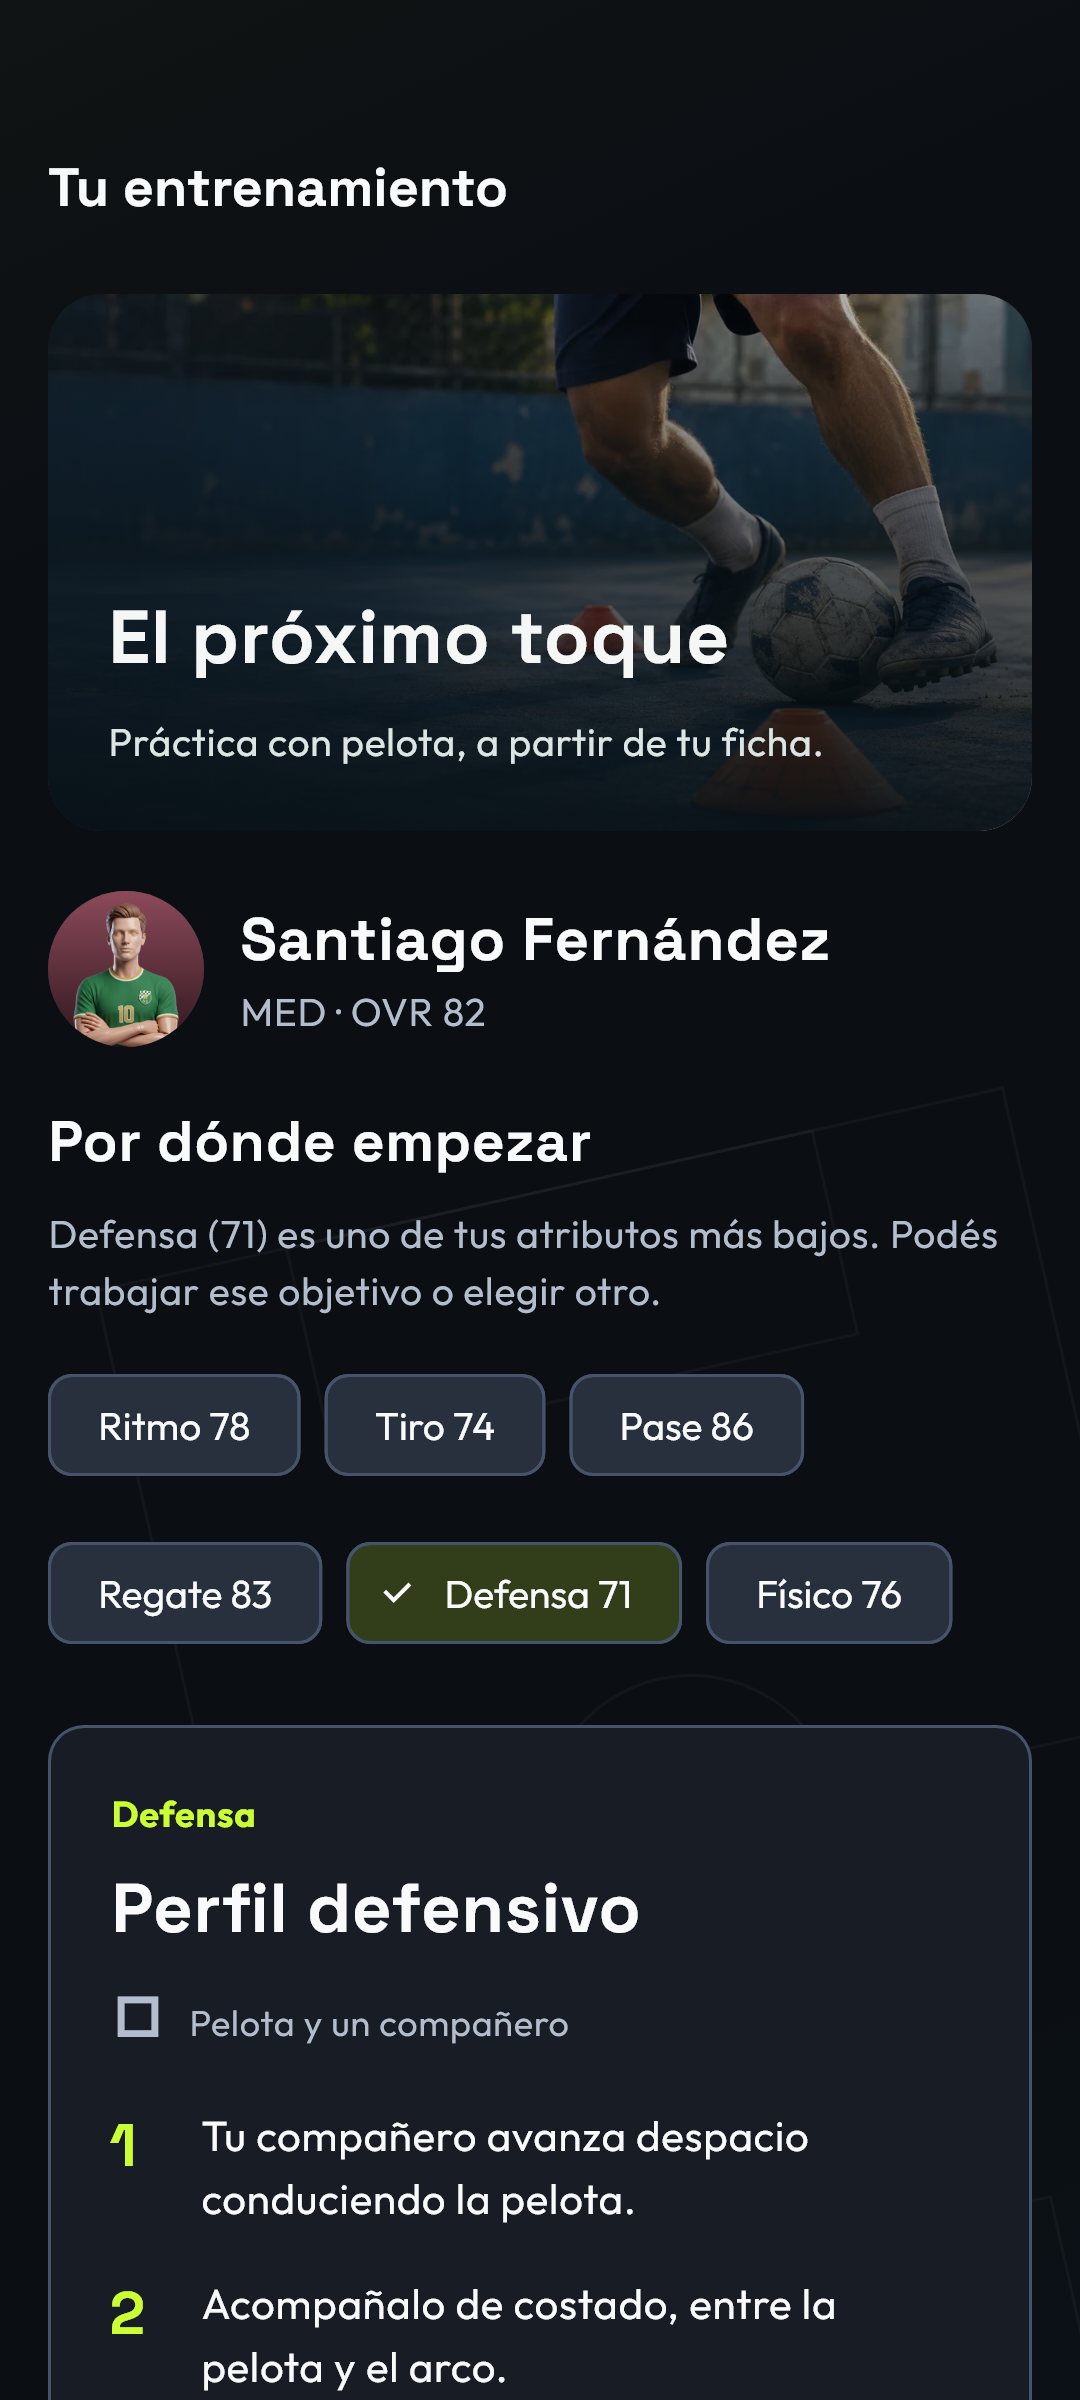 Tu entrenamiento
El próximo toque
Práctica con pelota, a partir de tu ficha.
10
Santiago Fernández
MED · OVR 82
Por dónde empezar
Defensa (71) es uno de tus atributos más bajos. Podés
trabajar ese objetivo o elegir otro.
Ritmo 78
Tiro 74
Pase 86
Regate 83
Defensa 71
Físico 76
Defensa
Perfil defensivo
Pelota y un compañero
1 Tu compañero avanza despacio
conduciendo la pelota.
2 Acompañalo de costado, entre la
pelota y el arco.